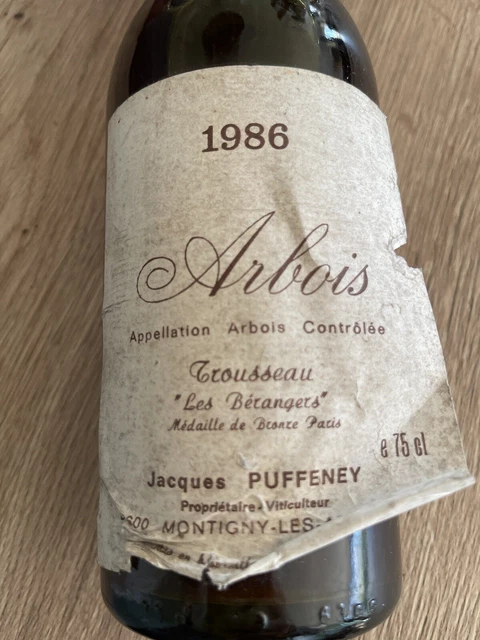 1986
Arbois
Appellation Arbois Contrôlée
Trousseau
"Les Bérangers"
Médaille de Bronze Paris
e 75 cl
Jacques PUFFENEY
Propriétaire-Viticulteur
MONTIGNY-LES-